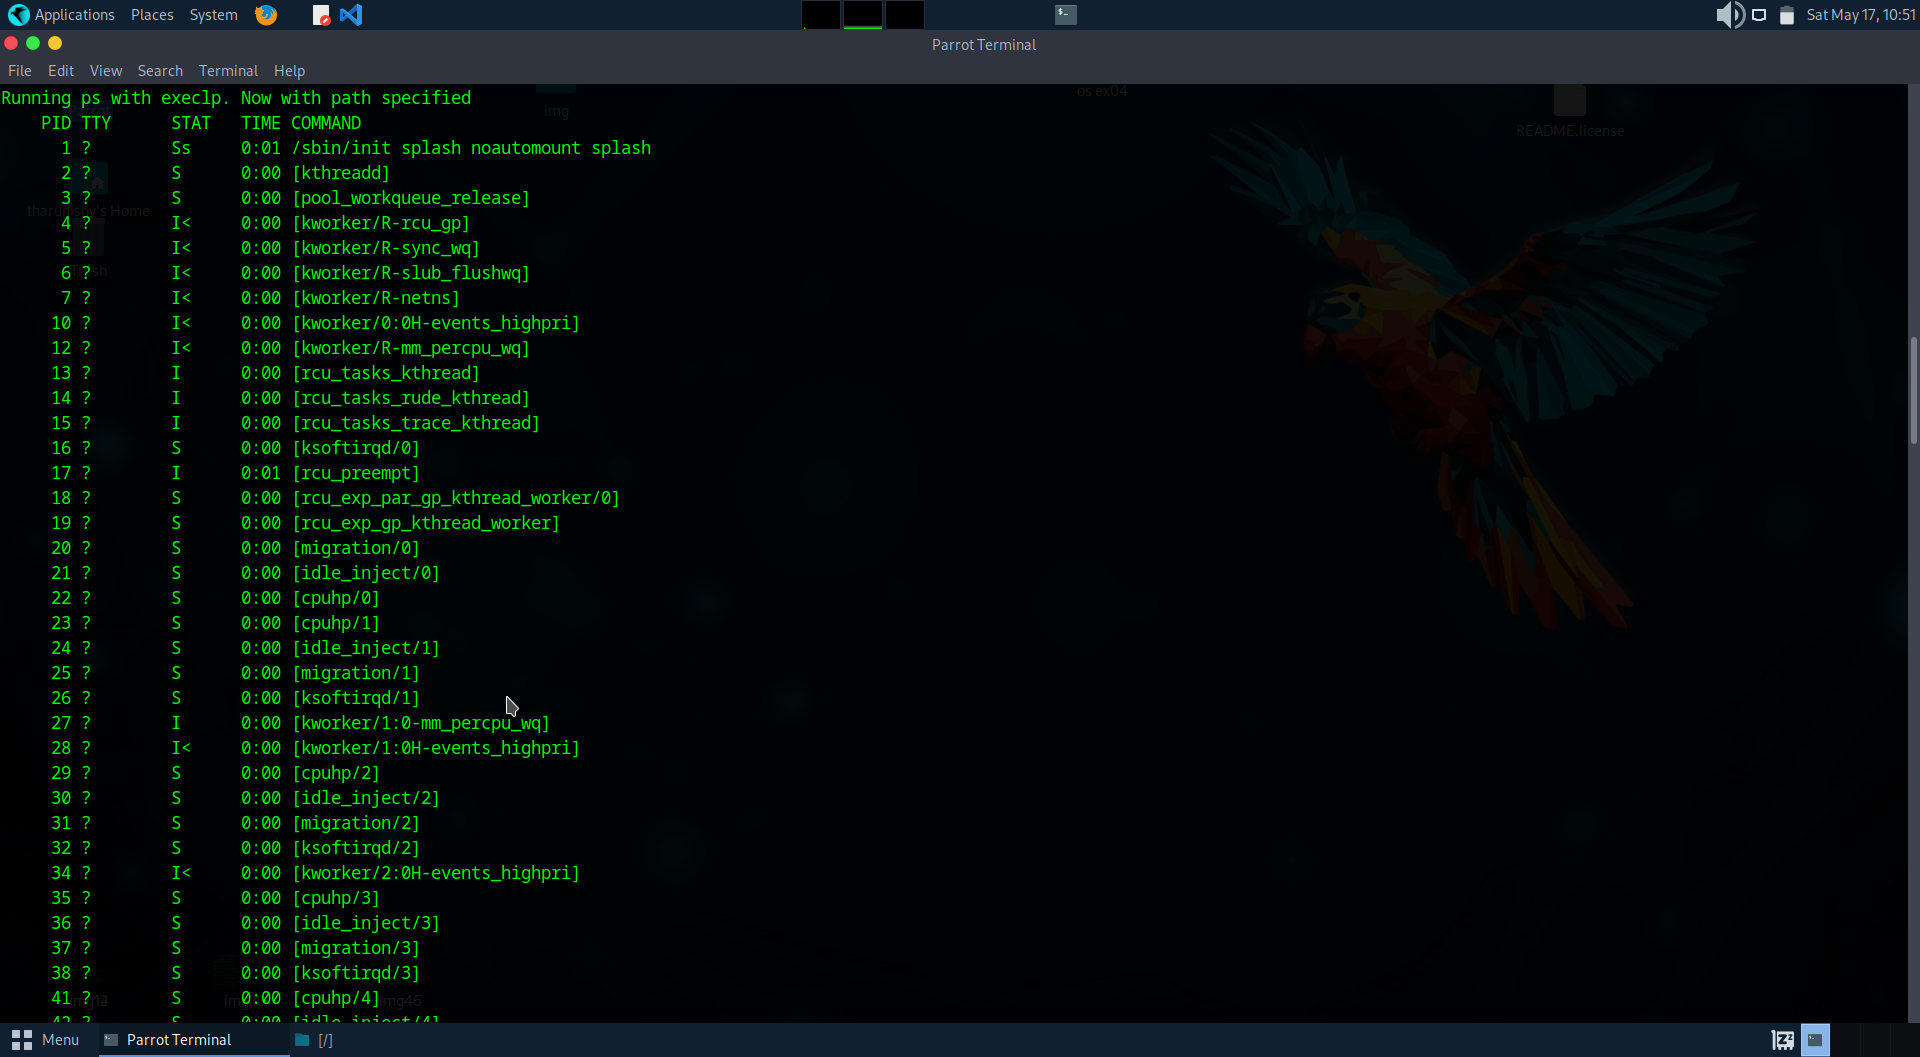 Applications Places System Sat May 17, 10:51
Parrot Terminal
File Edit View Search Terminal Help
Running ps with execlp. Now with path specified
PID TTY STAT TIME COMMAND
1 ? Ss 0:01 /sbin/init splash noautomount splash
2 ? S 0:00 [kthreadd]
3 ? S 0:00 [pool_workqueue_release]
4 ? I< 0:00 [kworker/R-rcu_gp]
5 ? I< 0:00 [kworker/R-sync_wq]
6 ? I< 0:00 [kworker/R-slub_flushwq]
7 ? I< 0:00 [kworker/R-netns]
10 ? I< 0:00 [kworker/0:0H-events_highpri]
12 ? I< 0:00 [kworker/R-mm_percpu_wq]
13 ? I 0:00 [rcu_tasks_kthread]
14 ? I 0:00 [rcu_tasks_rude_kthread]
15 ? I 0:00 [rcu_tasks_trace_kthread]
16 ? S 0:00 [ksoftirqd/0]
17 ? I 0:01 [rcu_preempt]
18 ? S 0:00 [rcu_exp_par_gp_kthread_worker/0]
19 ? S 0:00 [rcu_exp_gp_kthread_worker]
20 ? S 0:00 [migration/0]
21 ? S 0:00 [idle_inject/0]
22 ? S 0:00 [cpuhp/0]
23 ? S 0:00 [cpuhp/1]
24 ? S 0:00 [idle_inject/1]
25 ? S 0:00 [migration/1]
26 ? S 0:00 [ksoftirqd/1]
27 ? I 0:00 [kworker/1:0-mm_percpu_wq]
28 ? I< 0:00 [kworker/1:0H-events_highpri]
29 ? S 0:00 [cpuhp/2]
30 ? S 0:00 [idle_inject/2]
31 ? S 0:00 [migration/2]
32 ? S 0:00 [ksoftirqd/2]
34 ? I< 0:00 [kworker/2:0H-events_highpri]
35 ? S 0:00 [cpuhp/3]
36 ? S 0:00 [idle_inject/3]
37 ? S 0:00 [migration/3]
38 ? S 0:00 [ksoftirqd/3]
41 ? S 0:00 [cpuhp/4]
42 ? S 0:00 [idle_inject/4]
img
os ex04
README.license
tharunishv's Home
img46
Menu Parrot Terminal [/]